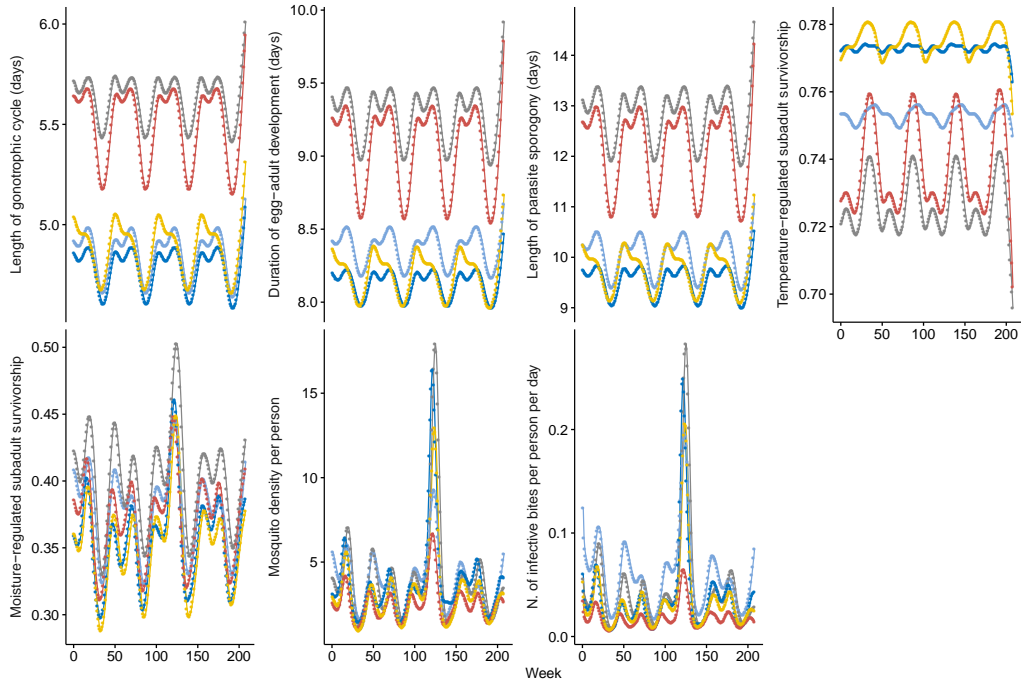 Length of gonotrophic cycle (days)
6.0
5.5
5.0
Duration of egg−adult development (days)
10.0
9.5
9.0
8.5
8.0
Length of parasite sporogony (days)
14
13
12
11
10
9
Temperature−regulated subadult survivorship
0.78
0.76
0.74
0.72
0.70
0 50 100 150 200
Moisture−regulated subadult survivorship
0.50
0.45
0.40
0.35
0.30
0 50 100 150 200
Mosquito density per person
15
10
5
0 50 100 150 200
N. of infective bites per person per day
0.2
0.1
0.0
0 50 100 150 200
Week